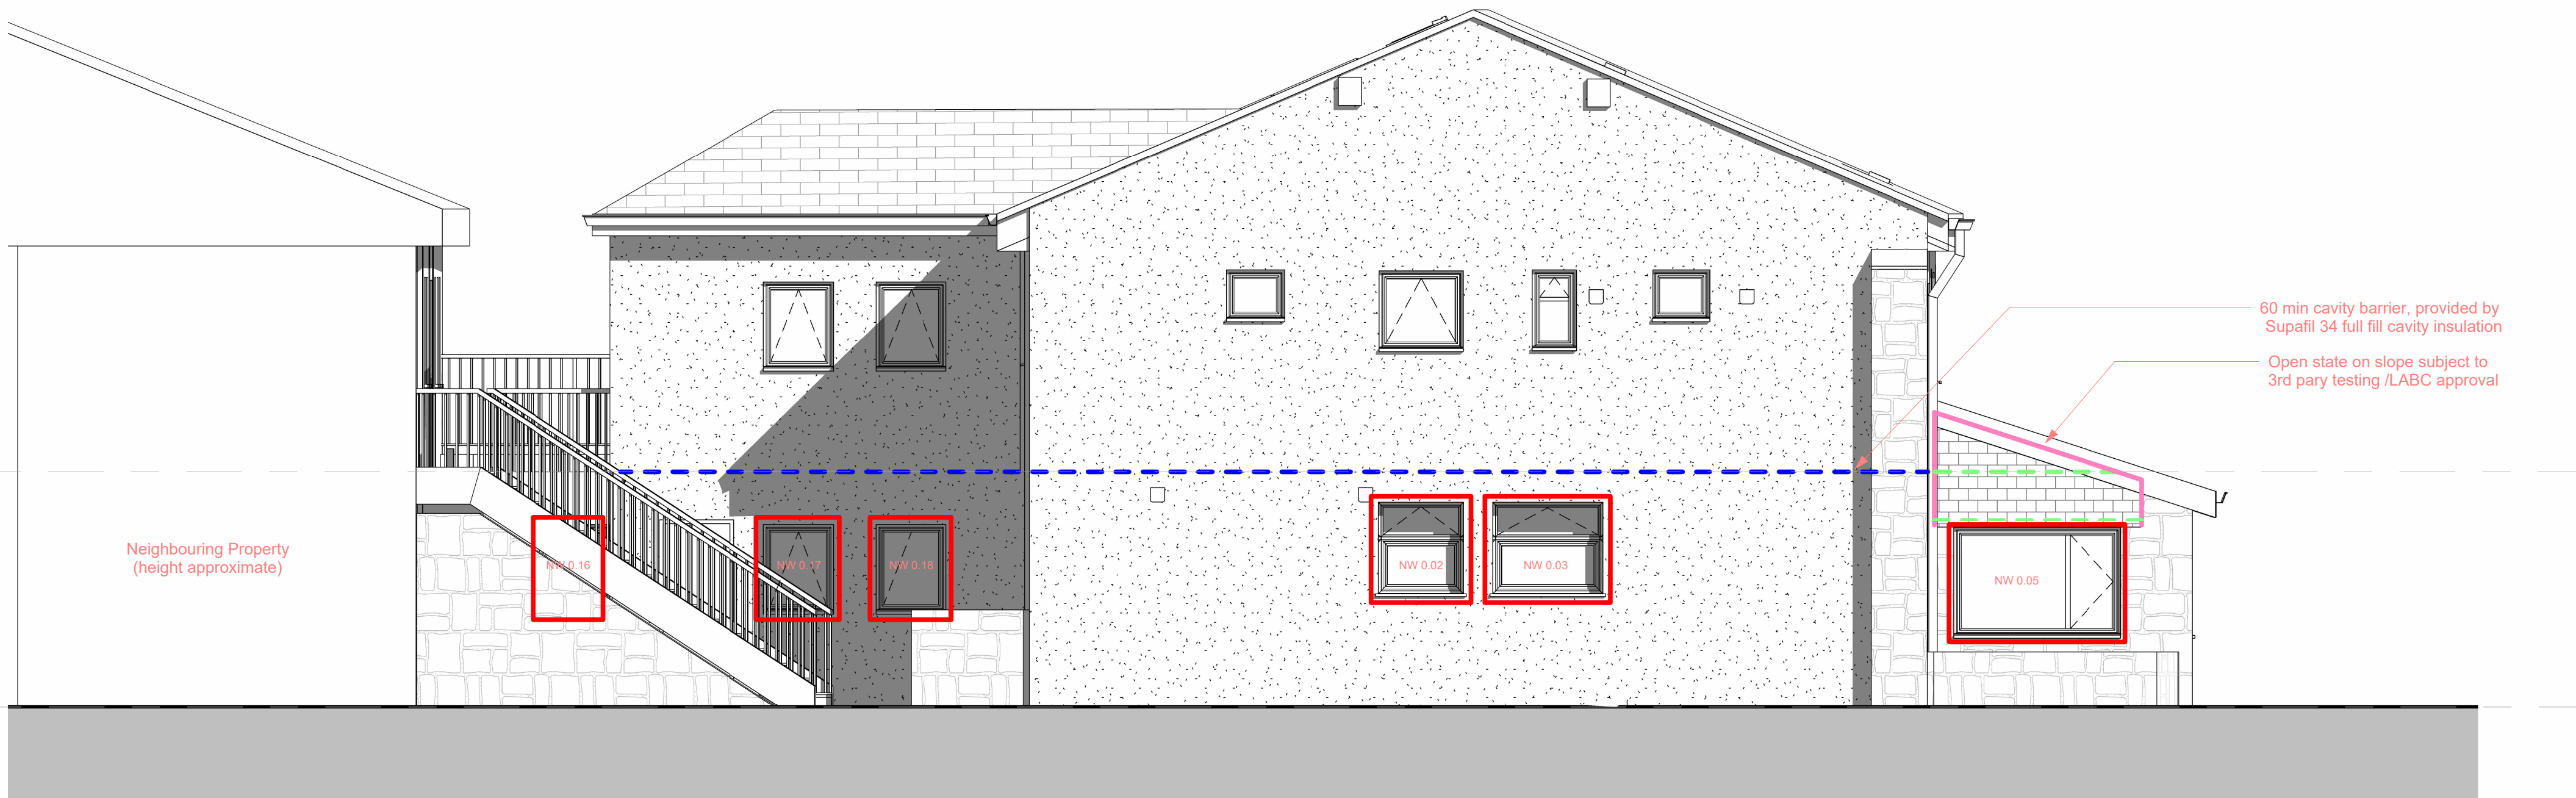 60 min cavity barrier, provided by
Supafil 34 full fill cavity insulation
Open state on slope subject to
3rd pary testing /LABC approval
Neighbouring Property
(height approximate)
NW 0.16
NW 0.17
NW 0.18
NW 0.02
NW 0.03
NW 0.05